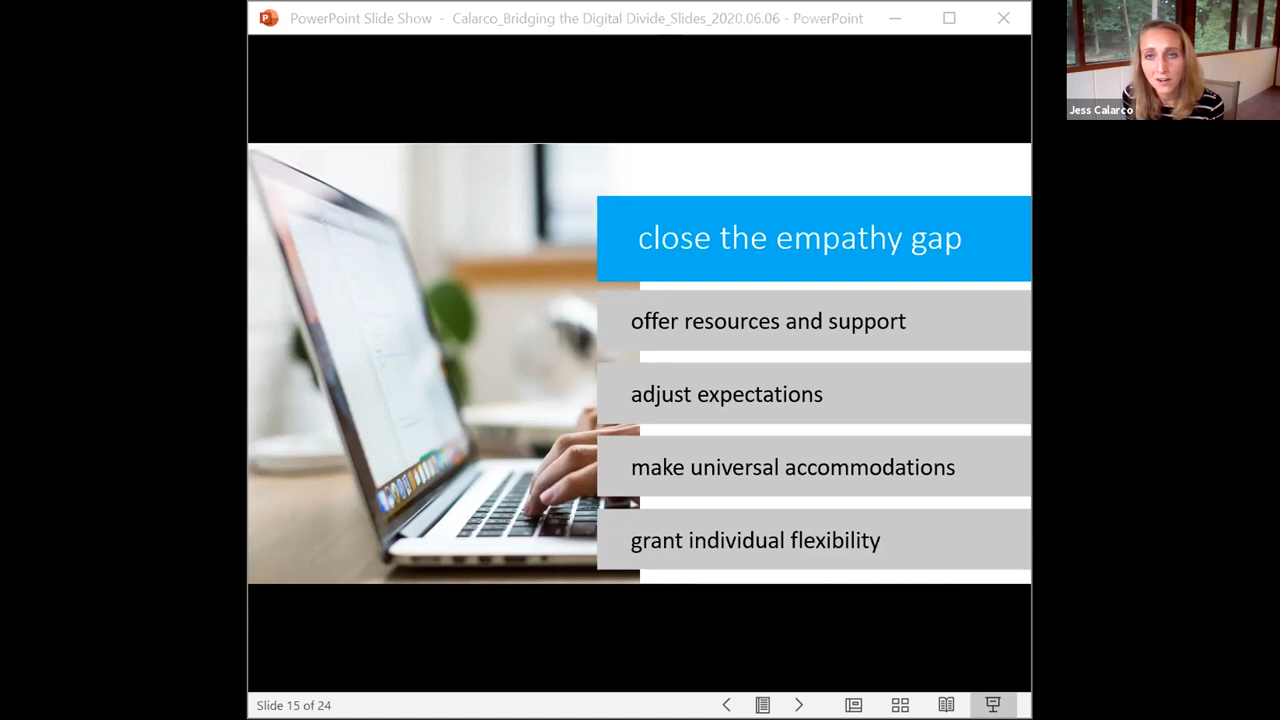 PowerPoint Slide Show - Calarco_Bridging the Digital Divide_Slides_2020.06.06 - PowerPoint
Jess Calarco
close the empathy gap
offer resources and support
adjust expectations
make universal accommodations
grant individual flexibility
Slide 15 of 24